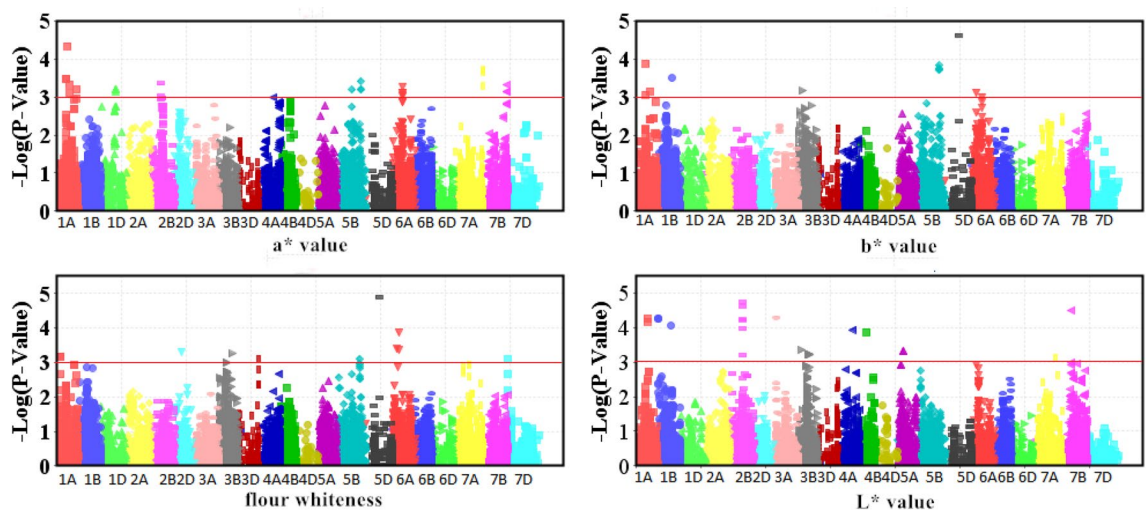 -Log(P-Value)
5
4
3
2
1
0
1A 1B 1D 2A 2B2D 3A 3B3D 4A4B4D5A 5B 5D 6A 6B 6D 7A 7B 7D
a* value
-Log(P-Value)
5
4
3
2
1
0
1A 1B 1D 2A 2B 2D 3A 3B3D 4A4B4D5A 5B 5D 6A6B 6D 7A 7B 7D
b* value
-Log(P-Value)
5
4
3
2
1
0
1A 1B 1D 2A 2B2D 3A 3B3D 4A4B4D5A 5B 5D 6A 6B 6D 7A 7B 7D
flour whiteness
-Log(P-Value)
5
4
3
2
1
0
1A 1B 1D 2A 2B2D 3A 3B 3D 4A 4B4D5A 5B 5D 6A6B 6D 7A 7B 7D
L* value